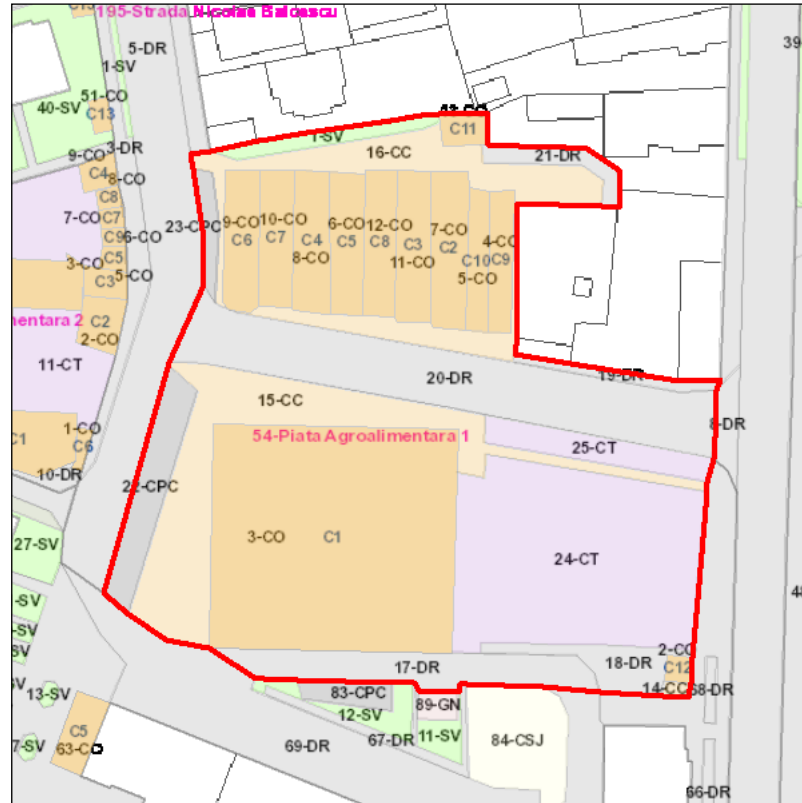 C13
195-Strada Nicolae Balcescu
5-DR
39
1-SV
40-SV
51-CO
C13
3-DR
9-CO
C4
8-CO
C8
7-CO
C7
C9
6-CO
3-CO
C5
5-CO
C3
C2
2-CO
mentara 2
11-CT
1-CO
C1
C6
10-DR
1-SV
C11
16-CC
21-DR
23-CPC
9-CO
10-CO
6-CO
12-CO
7-CO
4-CO
C6
C7
C4
C5
C8
C3
C2
C10
C9
8-CO
11-CO
5-CO
20-DR
19-DR
15-CC
8-DR
54-Piata Agroalimentara 1
25-CT
22-CPC
3-CO
C1
24-CT
27-SV
-SV
-SV
SV
48
2-CO
17-DR
18-DR
C12
14-CC
68-DR
83-CPC
89-GN
12-SV
13-SV
C5
7-SV
63-CO
69-DR
67-DR
11-SV
84-CSJ
66-DR